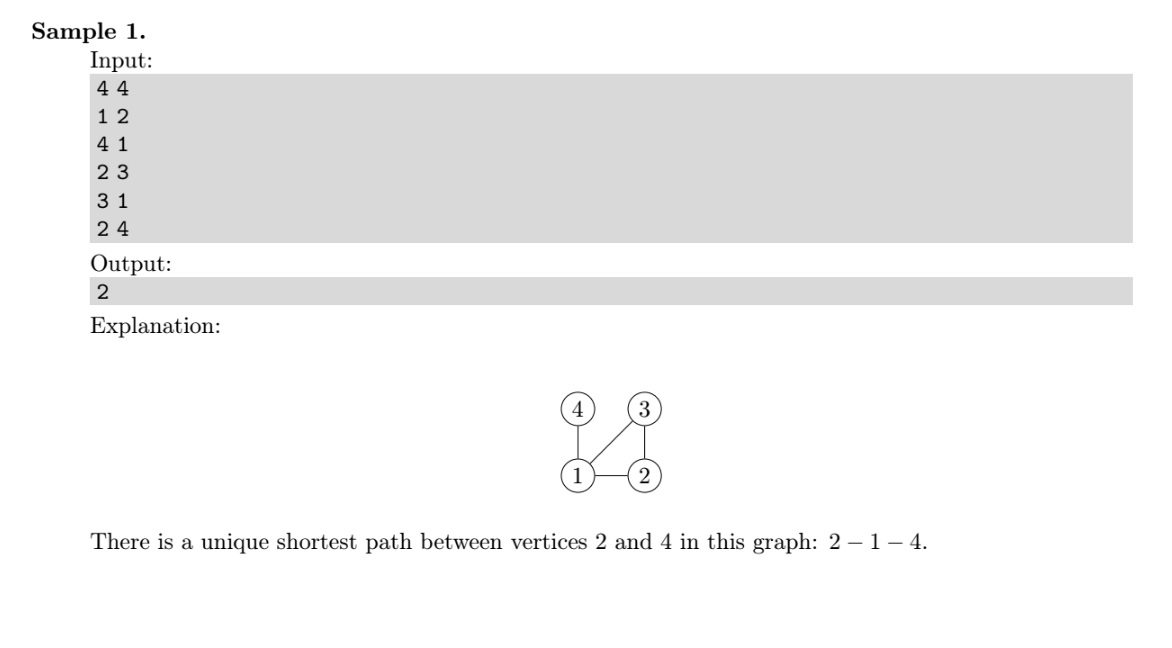 Sample 1.
Input:
4 4
1 2
4 1
2 3
3 1
2 4
Output:
2
Explanation:
4 3
1 2
There is a unique shortest path between vertices 2 and 4 in this graph: 2 − 1 − 4.